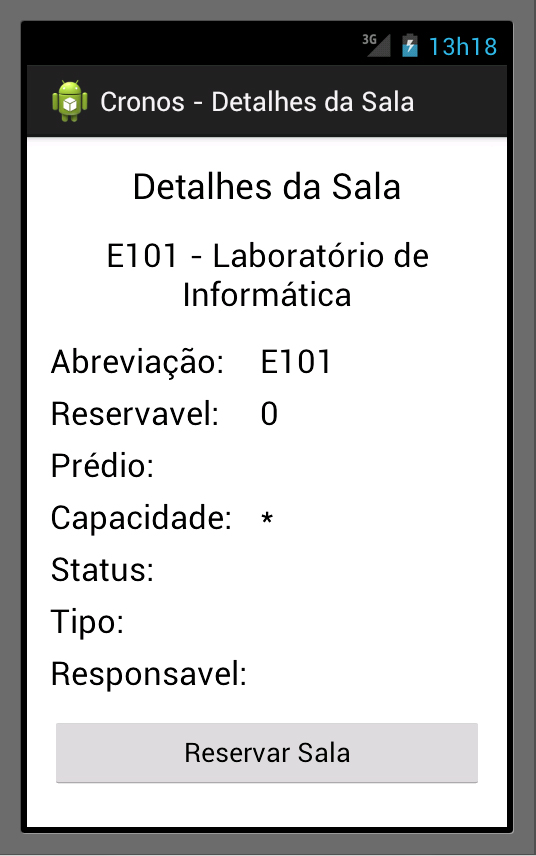 3G 13h18
Cronos - Detalhes da Sala
Detalhes da Sala
E101 - Laboratório de
Informática
Abreviação: E101
Reservavel: 0
Prédio:
Capacidade: *
Status:
Tipo:
Responsavel:
Reservar Sala